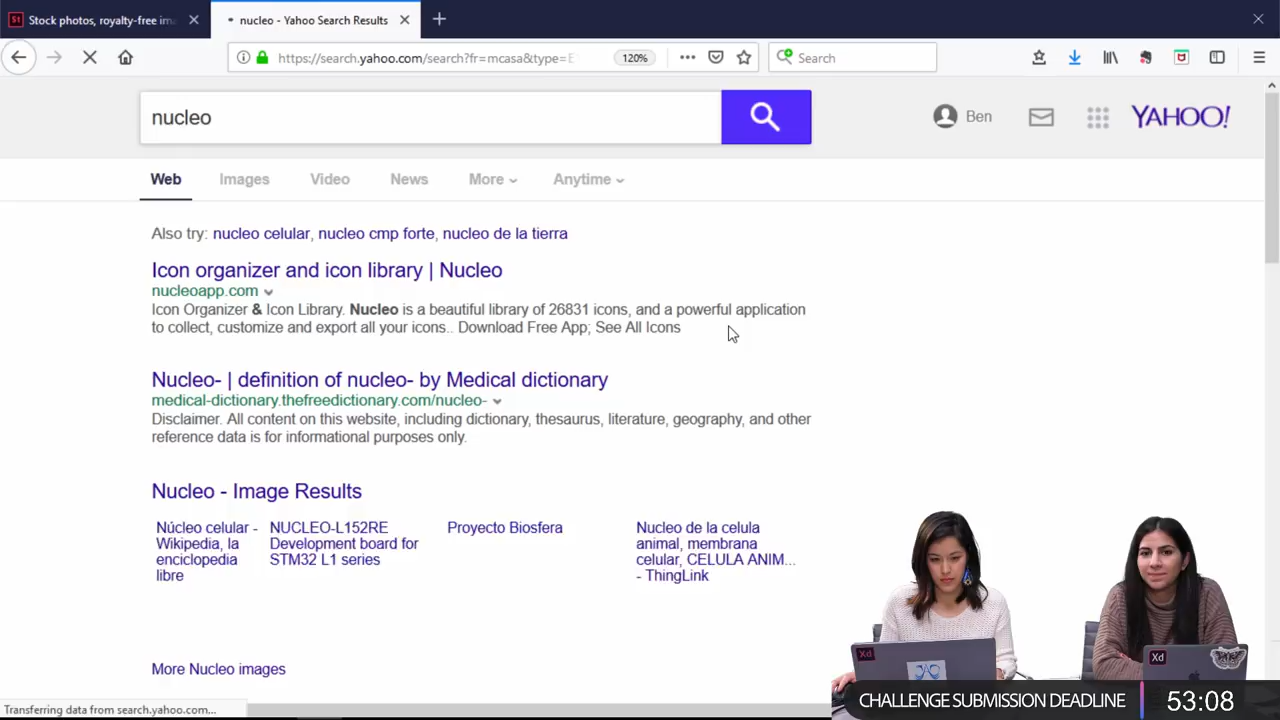 Stock photos, royalty-free im
nucleo - Yahoo Search Results
https://search.yahoo.com/search?fr=mcasa&type=E
120%
Search
nucleo
Ben
YAHOO!
Web
Images
Video
News
More
Anytime
Also try: nucleo celular, nucleo cmp forte, nucleo de la tierra
Icon organizer and icon library | Nucleo
nucleoapp.com
Icon Organizer & Icon Library. Nucleo is a beautiful library of 26831 icons, and a powerful application
to collect, customize and export all your icons.. Download Free App; See All Icons
Nucleo- | definition of nucleo- by Medical dictionary
medical-dictionary.thefreedictionary.com/nucleo-
Disclaimer. All content on this website, including dictionary, thesaurus, literature, geography, and other
reference data is for informational purposes only.
Nucleo - Image Results
Núcleo celular -
Wikipedia, la
enciclopedia
libre
NUCLEO-L152RE
Development board for
STM32 L1 series
Proyecto Biosfera
Nucleo de la celula
animal, membrana
celular, CELULA ANIM...
- ThingLink
More Nucleo images
Transferring data from search.yahoo.com...
Xd
Xd
CHALLENGE SUBMISSION DEADLINE
53:08